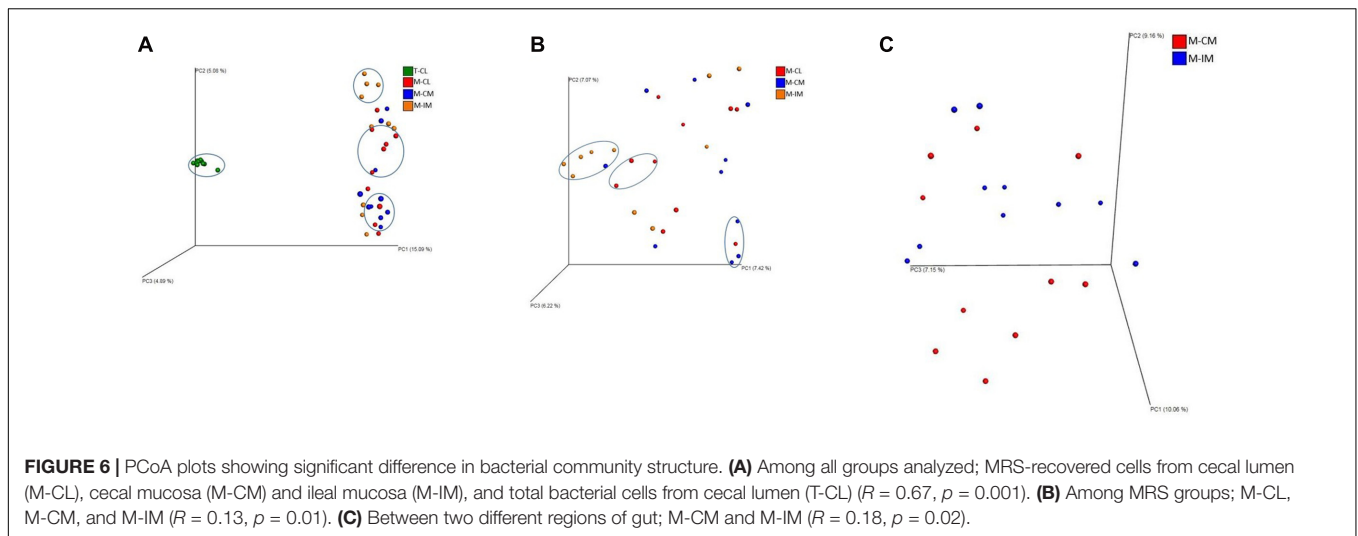 A
PC2 (5.08 %)
T-CL
M-CL
M-CM
M-IM
PC1 (15.09 %)
PC3 (4.89 %)
B
PC2 (7.07 %)
M-CL
M-CM
M-IM
PC1 (7.42 %)
PC3 (6.22 %)
C
PC2 (9.16 %)
M-CM
M-IM
PC3 (7.15 %)
PC1 (10.06 %)
FIGURE 6 | PCoA plots showing significant difference in bacterial community structure. (A) Among all groups analyzed; MRS-recovered cells from cecal lumen
(M-CL), cecal mucosa (M-CM) and ileal mucosa (M-IM), and total bacterial cells from cecal lumen (T-CL) (R = 0.67, p = 0.001). (B) Among MRS groups; M-CL,
M-CM, and M-IM (R = 0.13, p = 0.01). (C) Between two different regions of gut; M-CM and M-IM (R = 0.18, p = 0.02).